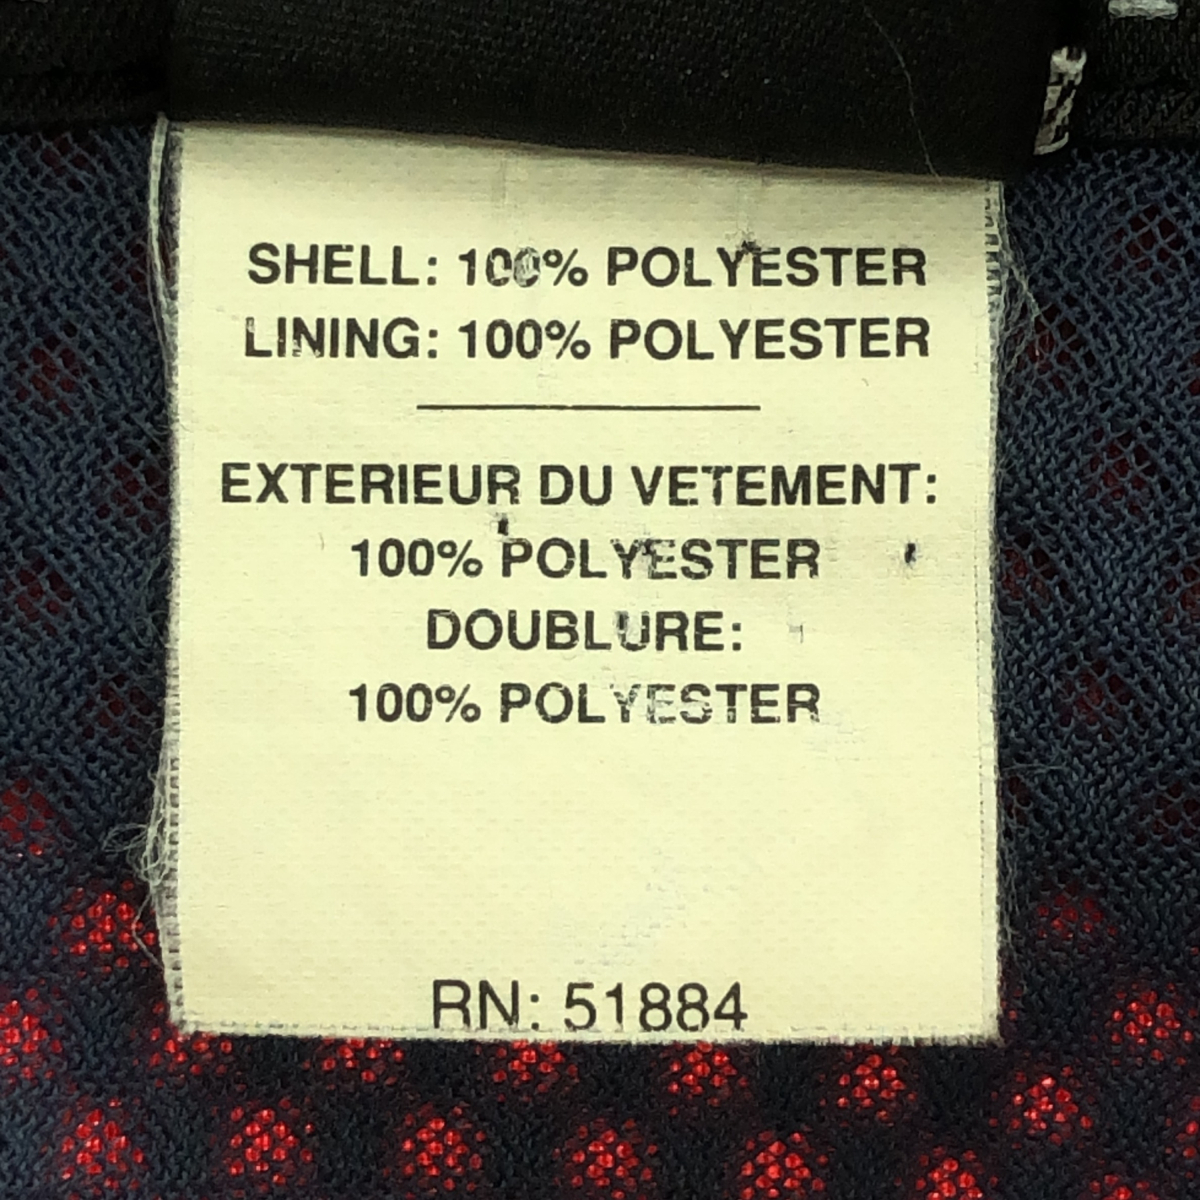 SHELL: 100% POLYESTER
LINING: 100% POLYESTER
EXTERIEUR DU VETEMENT:
100% POLYESTER
DOUBLURE:
100% POLYESTER
RN: 51884